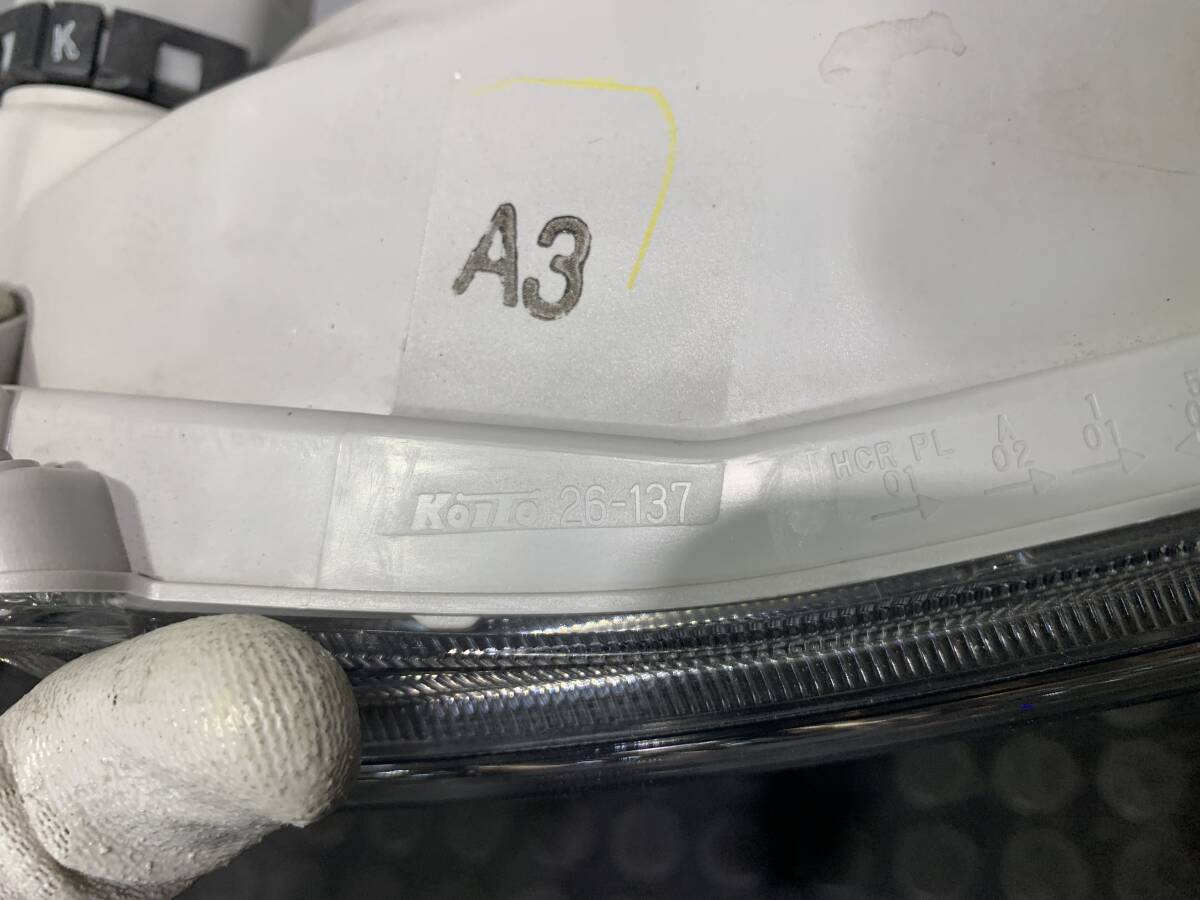 K
A3
KOITO 26-137
HCR PL A 1
01 02 01